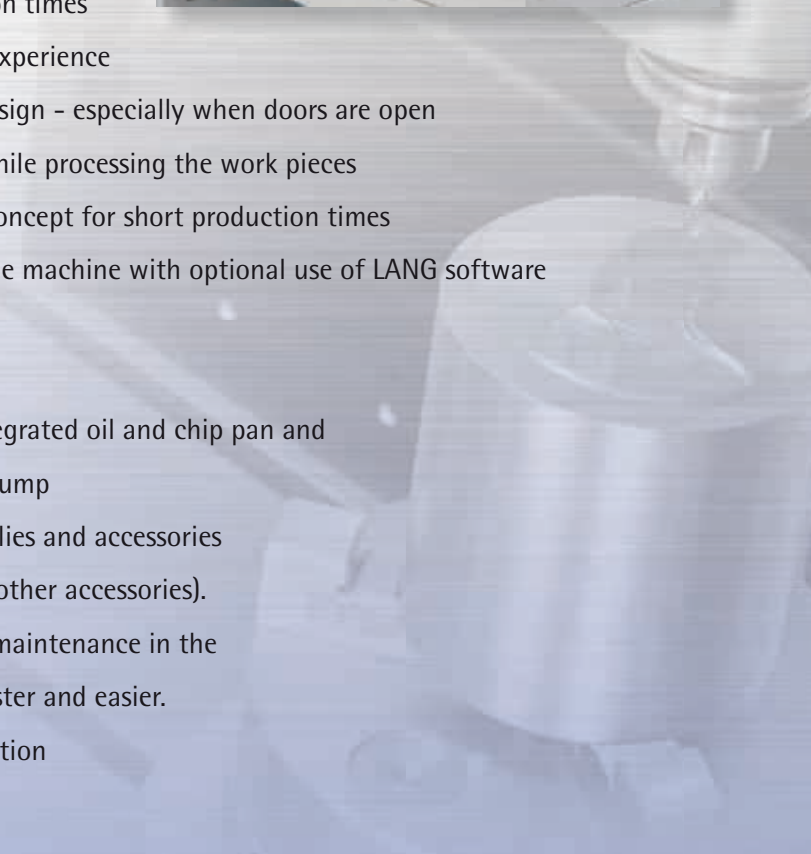 on times
xperience
sign - especially when doors are open
hile processing the work pieces
oncept for short production times
e machine with optional use of LANG software
egrated oil and chip pan and
ump
lies and accessories
other accessories).
maintenance in the
ster and easier.
tion